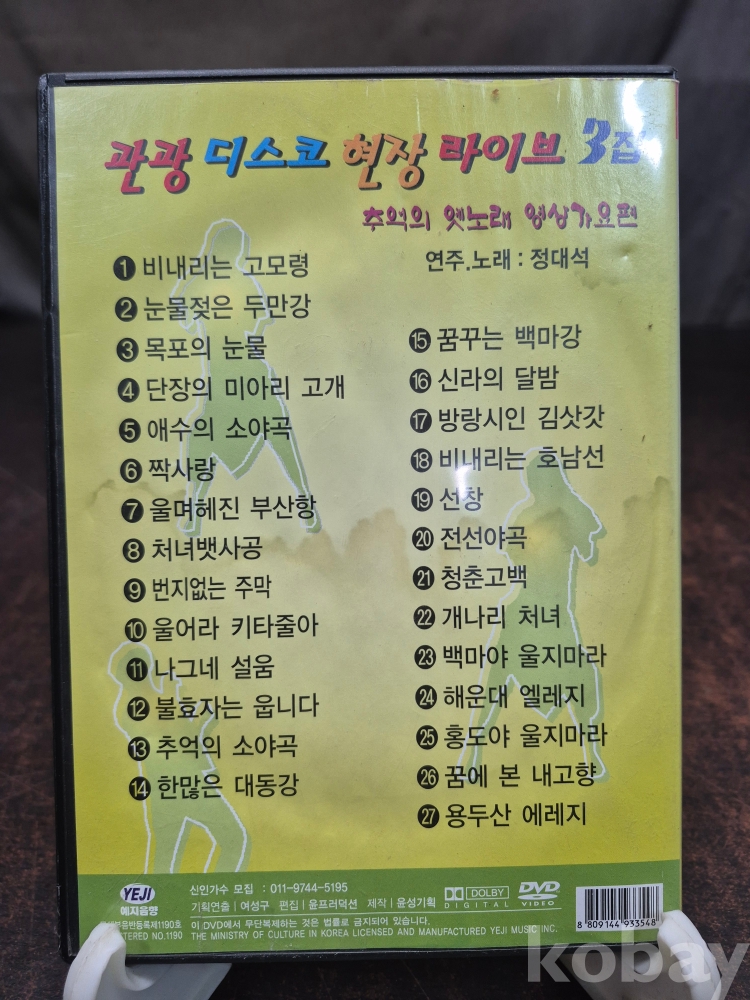 관광 디스코 현장 라이브 3집
추억의 옛노래 영상가요편
연주.노래 : 정대석
1 비내리는 고모령
2 눈물젖은 두만강
3 목포의 눈물
4 단장의 미아리 고개
5 애수의 소야곡
6 짝사랑
7 울며헤진 부산항
8 처녀뱃사공
9 번지없는 주막
10 울어라 키타줄아
11 나그네 설움
12 불효자는 웁니다
13 추억의 소야곡
14 한많은 대동강
15 꿈꾸는 백마강
16 신라의 달밤
17 방랑시인 김삿갓
18 비내리는 호남선
19 선창
20 전선야곡
21 청춘고백
22 개나리 처녀
23 백마야 울지마라
24 해운대 엘레지
25 홍도야 울지마라
26 꿈에 본 내고향
27 용두산 에레지
YEJI
예지음향
신인가수 모집 : 011-9744-5195
기획연출 | 여성구 편집 | 윤프러덕션 제작 | 윤성기획
음반등록제1190호
이 DVD에서 무단복제하는 것은 법률로 금지되어 있습니다.
NO.1190
THE MINISTRY OF CULTURE IN KOREA LICENSED AND MANUFACTURED YEJI MUSIC INC.
DOLBY
DIGITAL
DVD
VIDEO
8 809144 933548
kobay